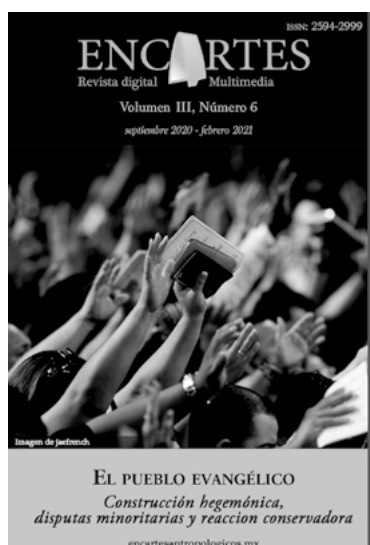 ISSN: 2594-2999
ENCARTES
Revista digital Multimedia
Volumen III, Número 6
septiembre 2020 - febrero 2021
Imagen de jaefrench
EL PUEBLO EVANGÉLICO
Construcción hegemónica,
disputas minoritarias y reaccion conservadora
encartesantropologicos.mx